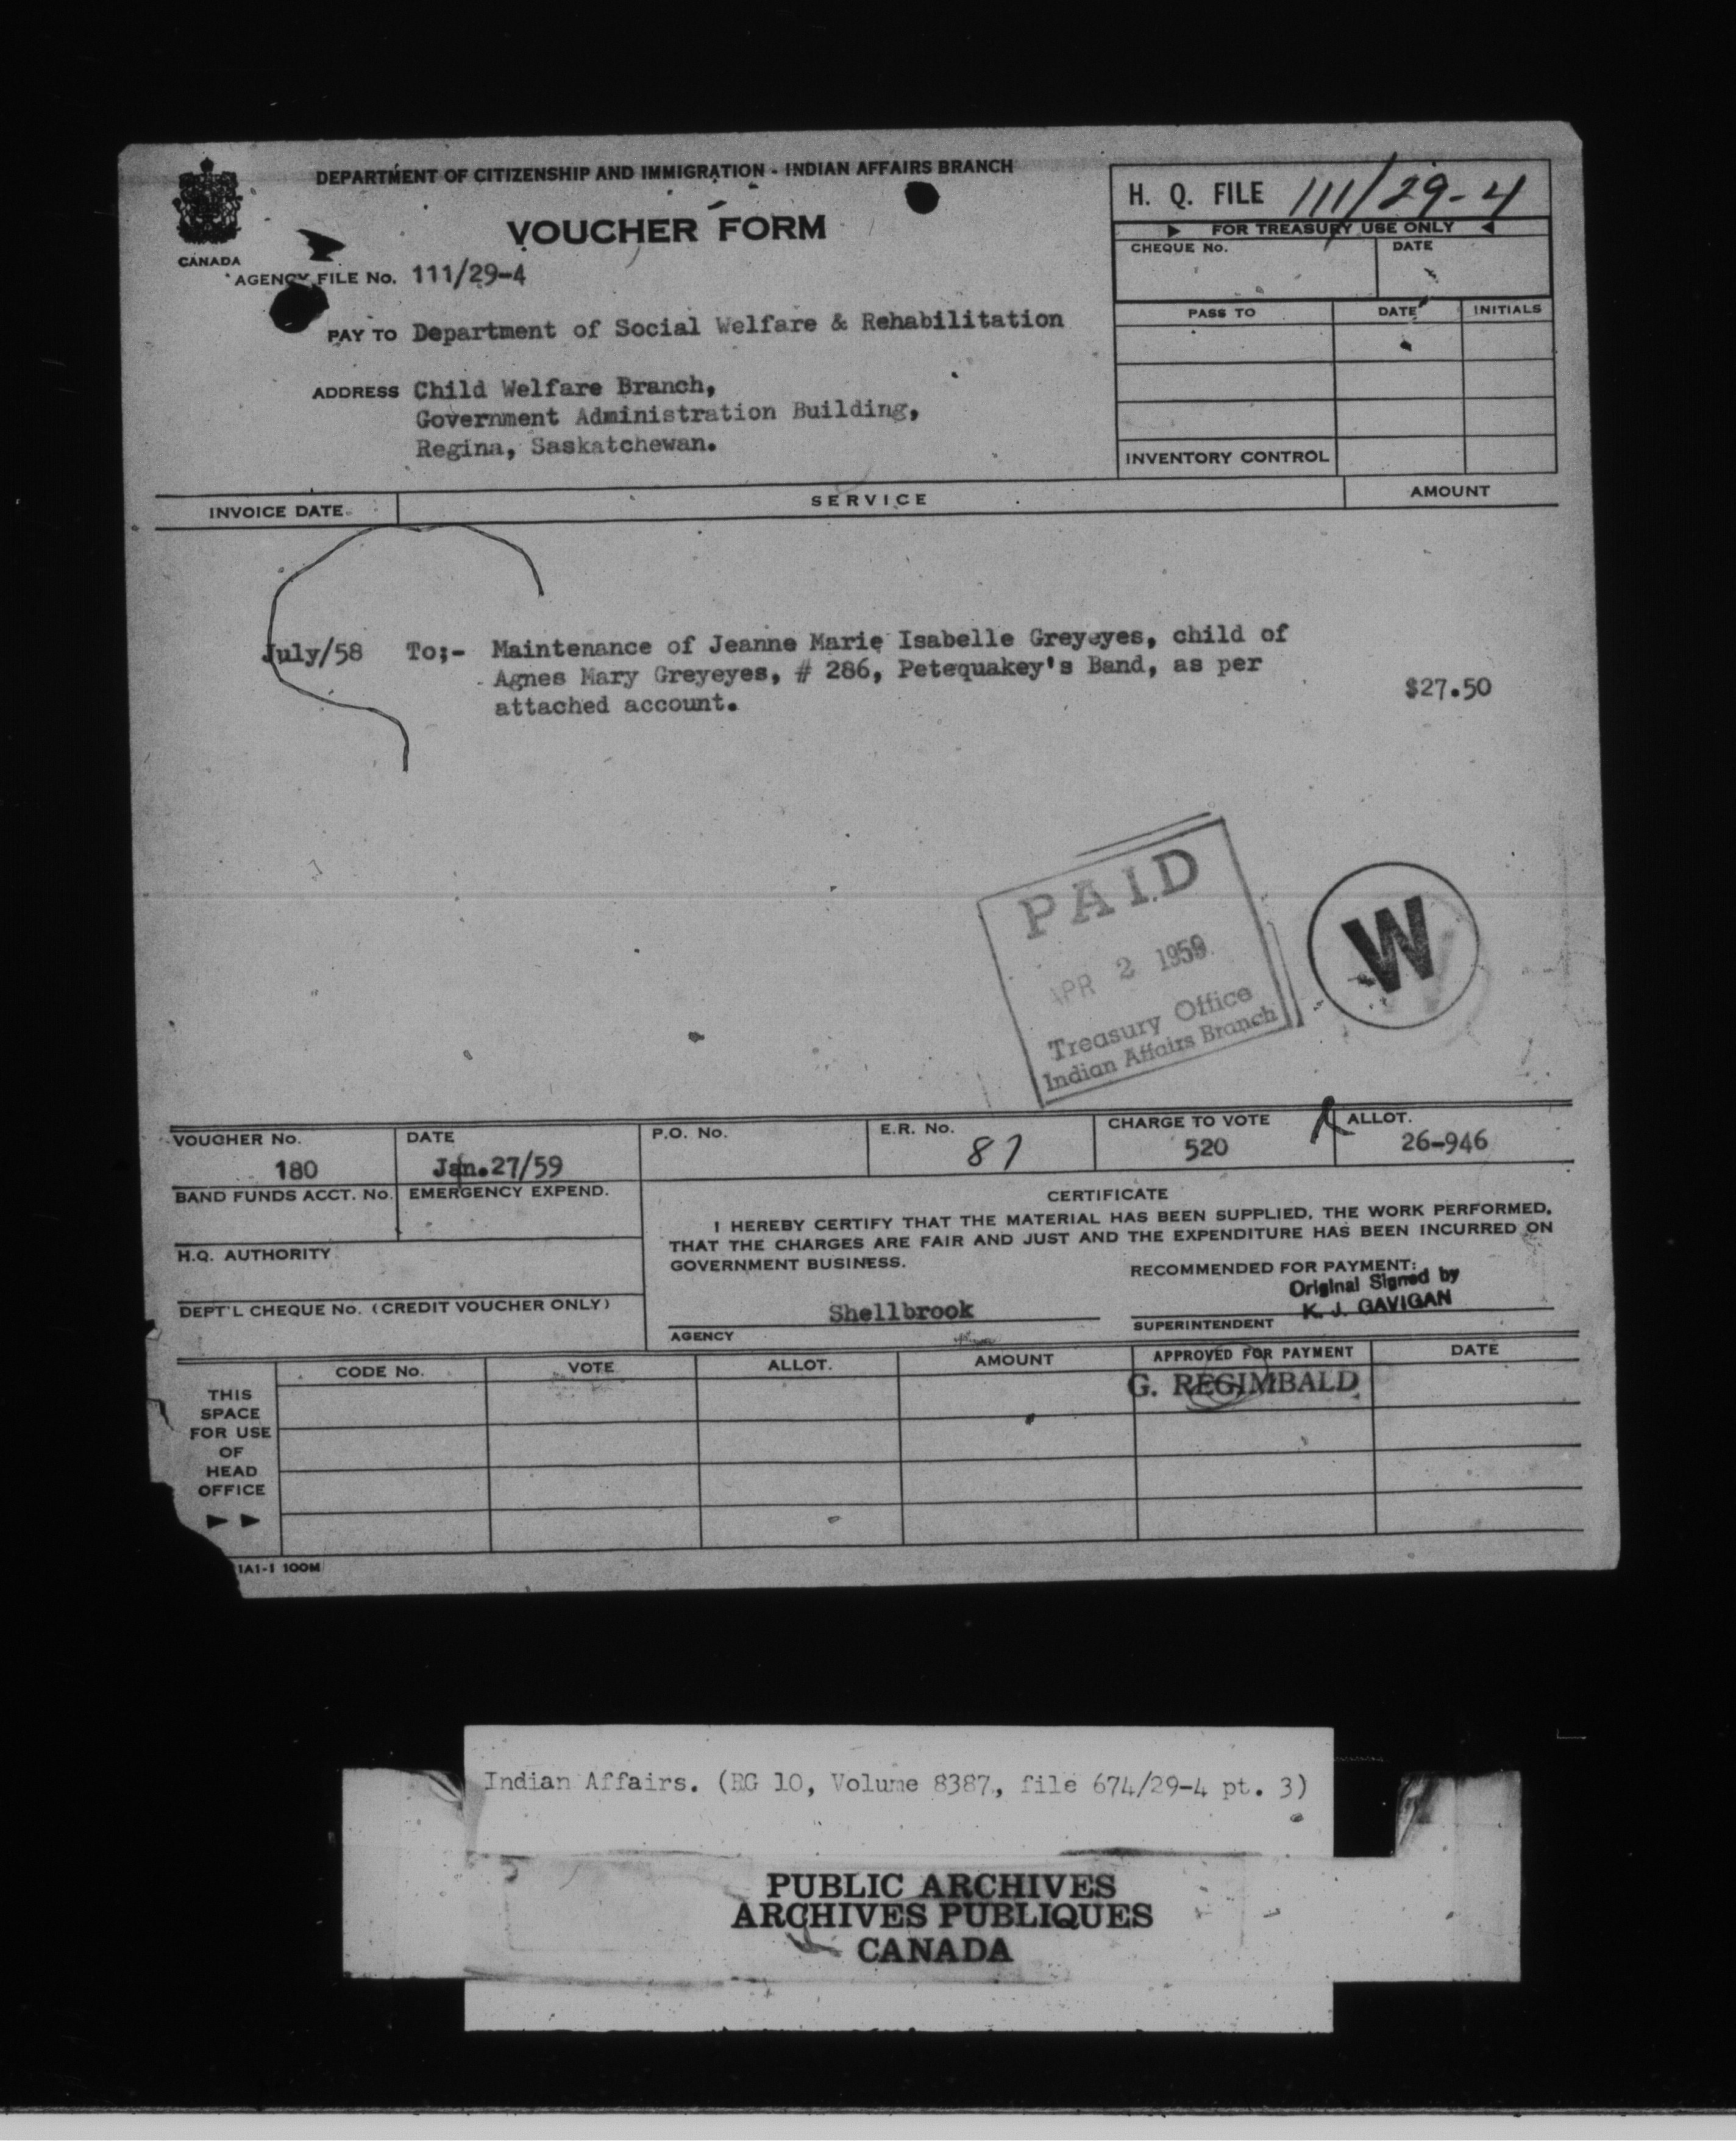 DEPARTMENT OF CITIZENSHIP AND IMMIGRATION - INDIAN AFFAIRS BRANCH
VOUCHER FORM
CANADA
AGENCY FILE No. 111/29-4
PAY TO Department of Social Welfare & Rehabilitation
ADDRESS Child Welfare Branch,
Government Administration Building,
Regina, Saskatchewan.
H. Q. FILE 111/29-4
FOR TREASURY USE ONLY
CHEQUE No. DATE
PASS TO DATE INITIALS
INVENTORY CONTROL
INVOICE DATE SERVICE AMOUNT
July/58 To;- Maintenance of Jeanne Marie Isabelle Greyeyes, child of
Agnes Mary Greyeyes, # 286, Petequakey's Band, as per
attached account. $27.50
PAID
APR 2 1959
Treasury Office
Indian Affairs Branch
W
VOUCHER No. DATE P.O. No. E.R. No. CHARGE TO VOTE ALLOT.
180 Jan.27/59 87 520 26-946
BAND FUNDS ACCT. No. EMERGENCY EXPEND.
H.Q. AUTHORITY
DEPT'L CHEQUE No. (CREDIT VOUCHER ONLY)
CERTIFICATE
I HEREBY CERTIFY THAT THE MATERIAL HAS BEEN SUPPLIED, THE WORK PERFORMED,
THAT THE CHARGES ARE FAIR AND JUST AND THE EXPENDITURE HAS BEEN INCURRED ON
GOVERNMENT BUSINESS.
RECOMMENDED FOR PAYMENT:
Original Signed by
K. J. GAVIGAN
Shellbrook
AGENCY SUPERINTENDENT
CODE No. VOTE ALLOT. AMOUNT APPROVED FOR PAYMENT DATE
G. REGIMBALD
THIS
SPACE
FOR USE
OF
HEAD
OFFICE
IA1-1 100M
Indian Affairs. (RG 10, Volume 8387, file 674/29-4 pt. 3)
PUBLIC ARCHIVES
ARCHIVES PUBLIQUES
CANADA